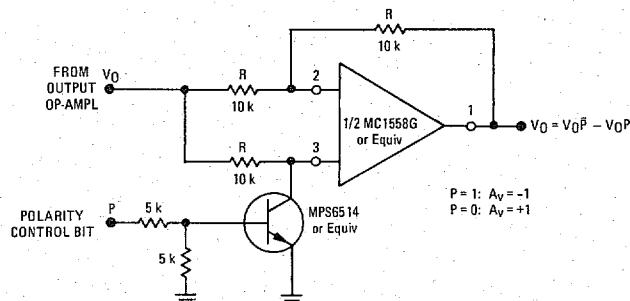 R
10 k
FROM
OUTPUT
OP-AMPL
VO
R
10 k
2
1/2 MC1558G
or Equiv
1
VO = VOP̄ – VOP
R
10 k
3
P = 1: AV = –1
P = 0: AV = +1
POLARITY
CONTROL BIT
P
5 k
MPS6514
or Equiv
5 k